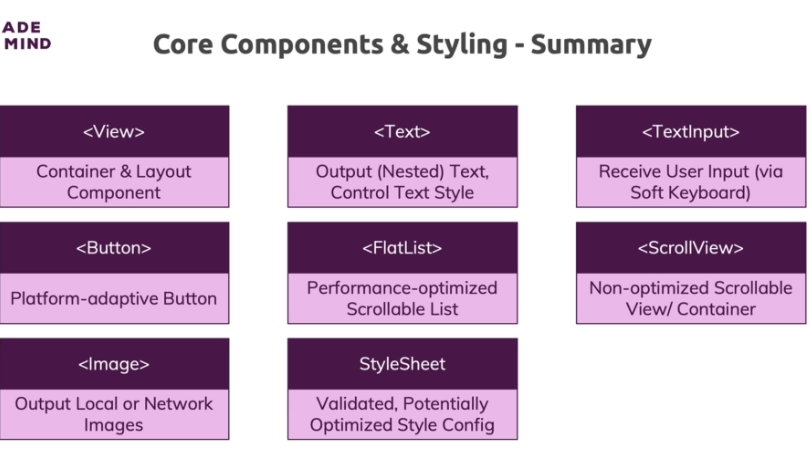 ADE
MIND
Core Components & Styling - Summary
<View>
Container & Layout
Component
<Text>
Output (Nested) Text,
Control Text Style
<TextInput>
Receive User Input (via
Soft Keyboard)
<Button>
Platform-adaptive Button
<FlatList>
Performance-optimized
Scrollable List
<ScrollView>
Non-optimized Scrollable
View/ Container
<Image>
Output Local or Network
Images
StyleSheet
Validated, Potentially
Optimized Style Config